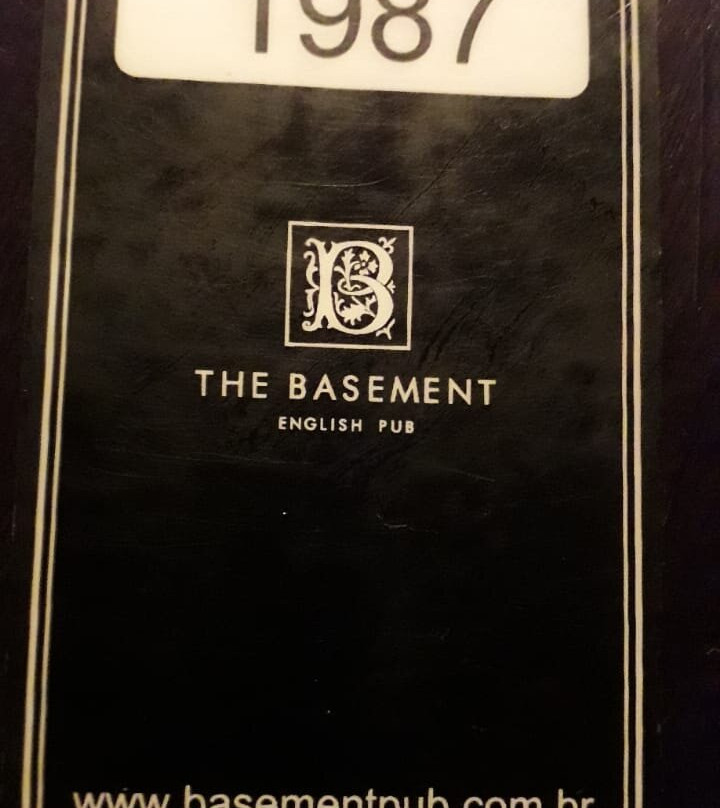 1987
B
THE BASEMENT
ENGLISH PUB
www.basementpub.com.br